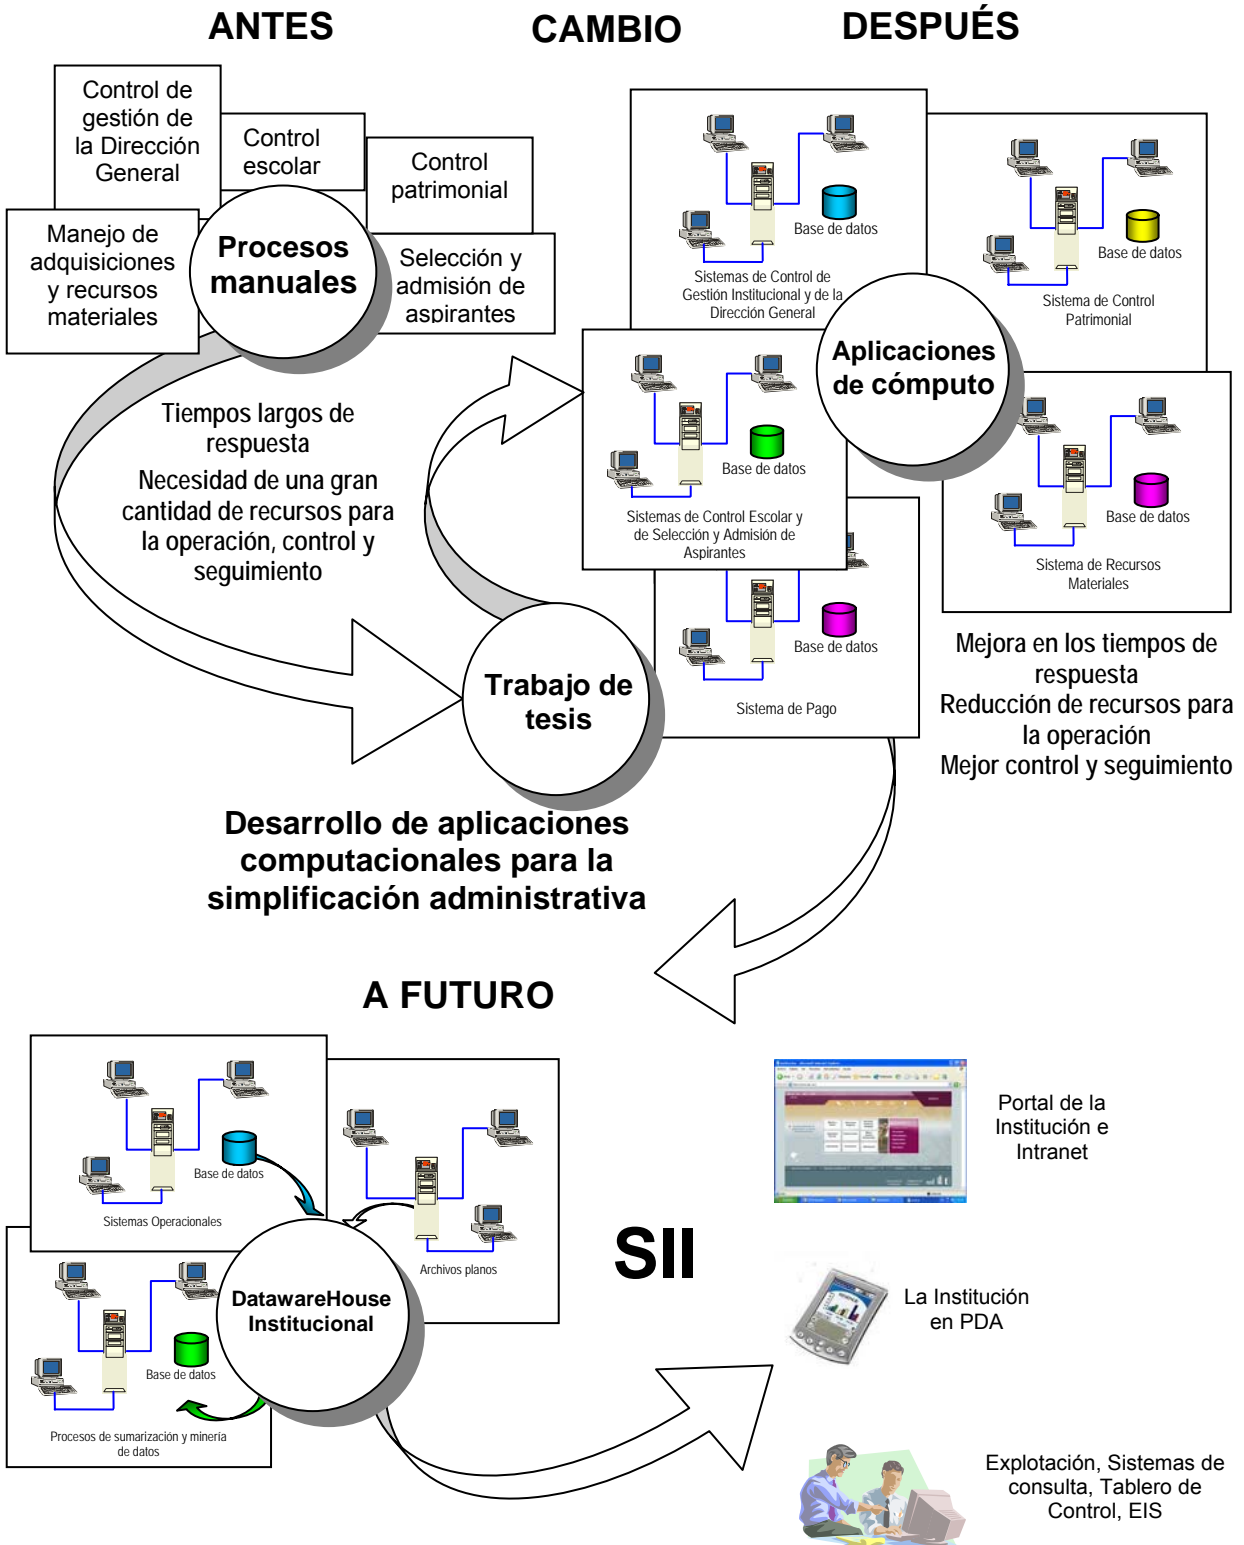 ANTES
CAMBIO
DESPUÉS
Control de
gestión de
la Dirección
General
Control
escolar
Control
patrimonial
Manejo de
adquisiciones
y recursos
materiales
Procesos
manuales
Selección y
admisión de
aspirantes
Tiempos largos de
respuesta
Necesidad de una gran
cantidad de recursos para
la operación, control y
seguimiento
Base de datos
Sistemas de Control de
Gestión Institucional y de la
Dirección General
Base de datos
Sistema de Control
Patrimonial
Aplicaciones
de cómputo
Base de datos
Sistemas de Control Escolar y
de Selección y Admisión de
Aspirantes
Base de datos
Sistema de Recursos
Materiales
Base de datos
Sistema de Pago
Mejora en los tiempos de
respuesta
Reducción de recursos para
la operación
Mejor control y seguimiento
Trabajo de
tesis
Desarrollo de aplicaciones
computacionales para la
simplificación administrativa
A FUTURO
Base de datos
Sistemas Operacionales
Archivos planos
DatawareHouse
Institucional
Base de datos
Procesos de sumarización y minería
de datos
SII
Portal de la
Institución e
Intranet
La Institución
en PDA
Explotación, Sistemas de
consulta, Tablero de
Control, EIS